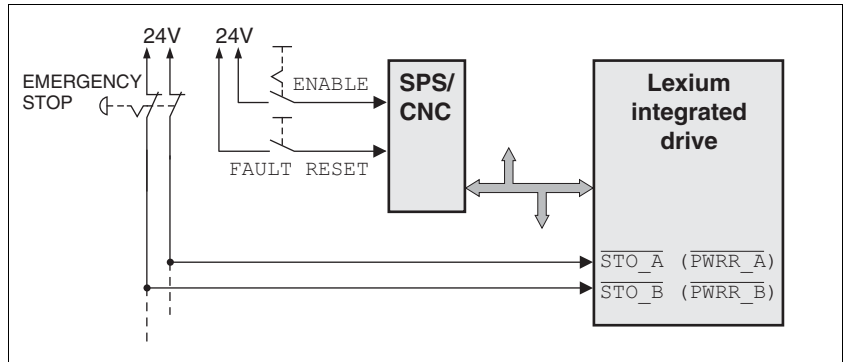 24V
24V
EMERGENCY
STOP
ENABLE
FAULT RESET
SPS/
CNC
Lexium
integrated
drive
STO_A (PWRR_A)
STO_B (PWRR_B)